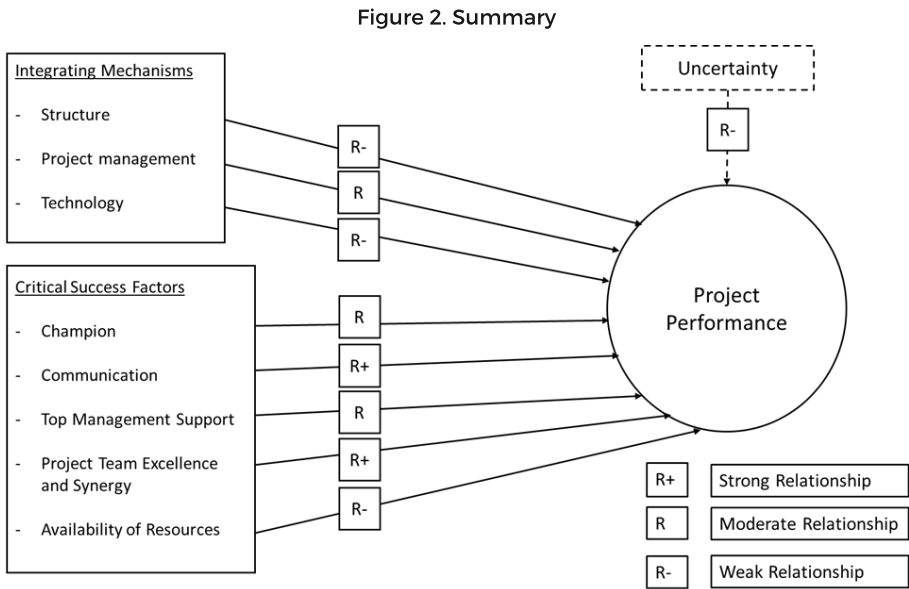 Figure 2. Summary
Integrating Mechanisms
- Structure
- Project management
- Technology
R-
R
R-
Uncertainty
R-
Critical Success Factors
- Champion
- Communication
- Top Management Support
- Project Team Excellence
and Synergy
- Availability of Resources
R
R+
R
R+
R-
Project
Performance
R+ Strong Relationship
R Moderate Relationship
R- Weak Relationship